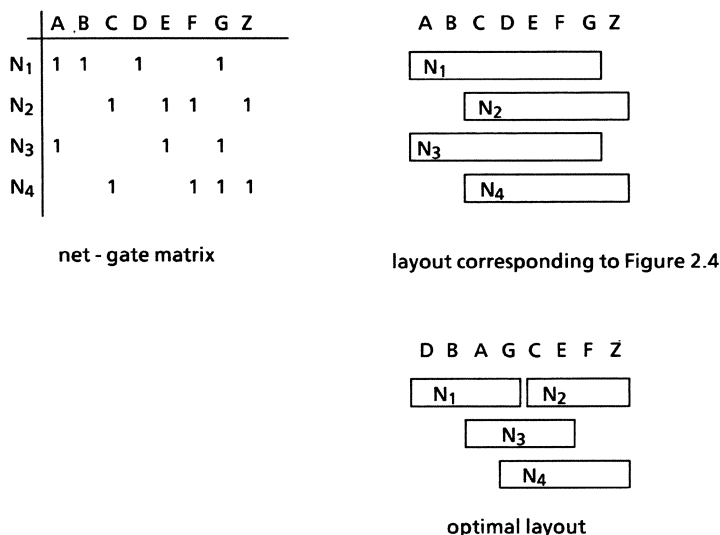 A B C D E F G Z
N1 1 1 1 1
N2 1 1 1 1
N3 1 1 1
N4 1 1 1 1
net - gate matrix
A B C D E F G Z
N1
N2
N3
N4
layout corresponding to Figure 2.4
D B A G C E F Z
N1 N2
N3
N4
optimal layout